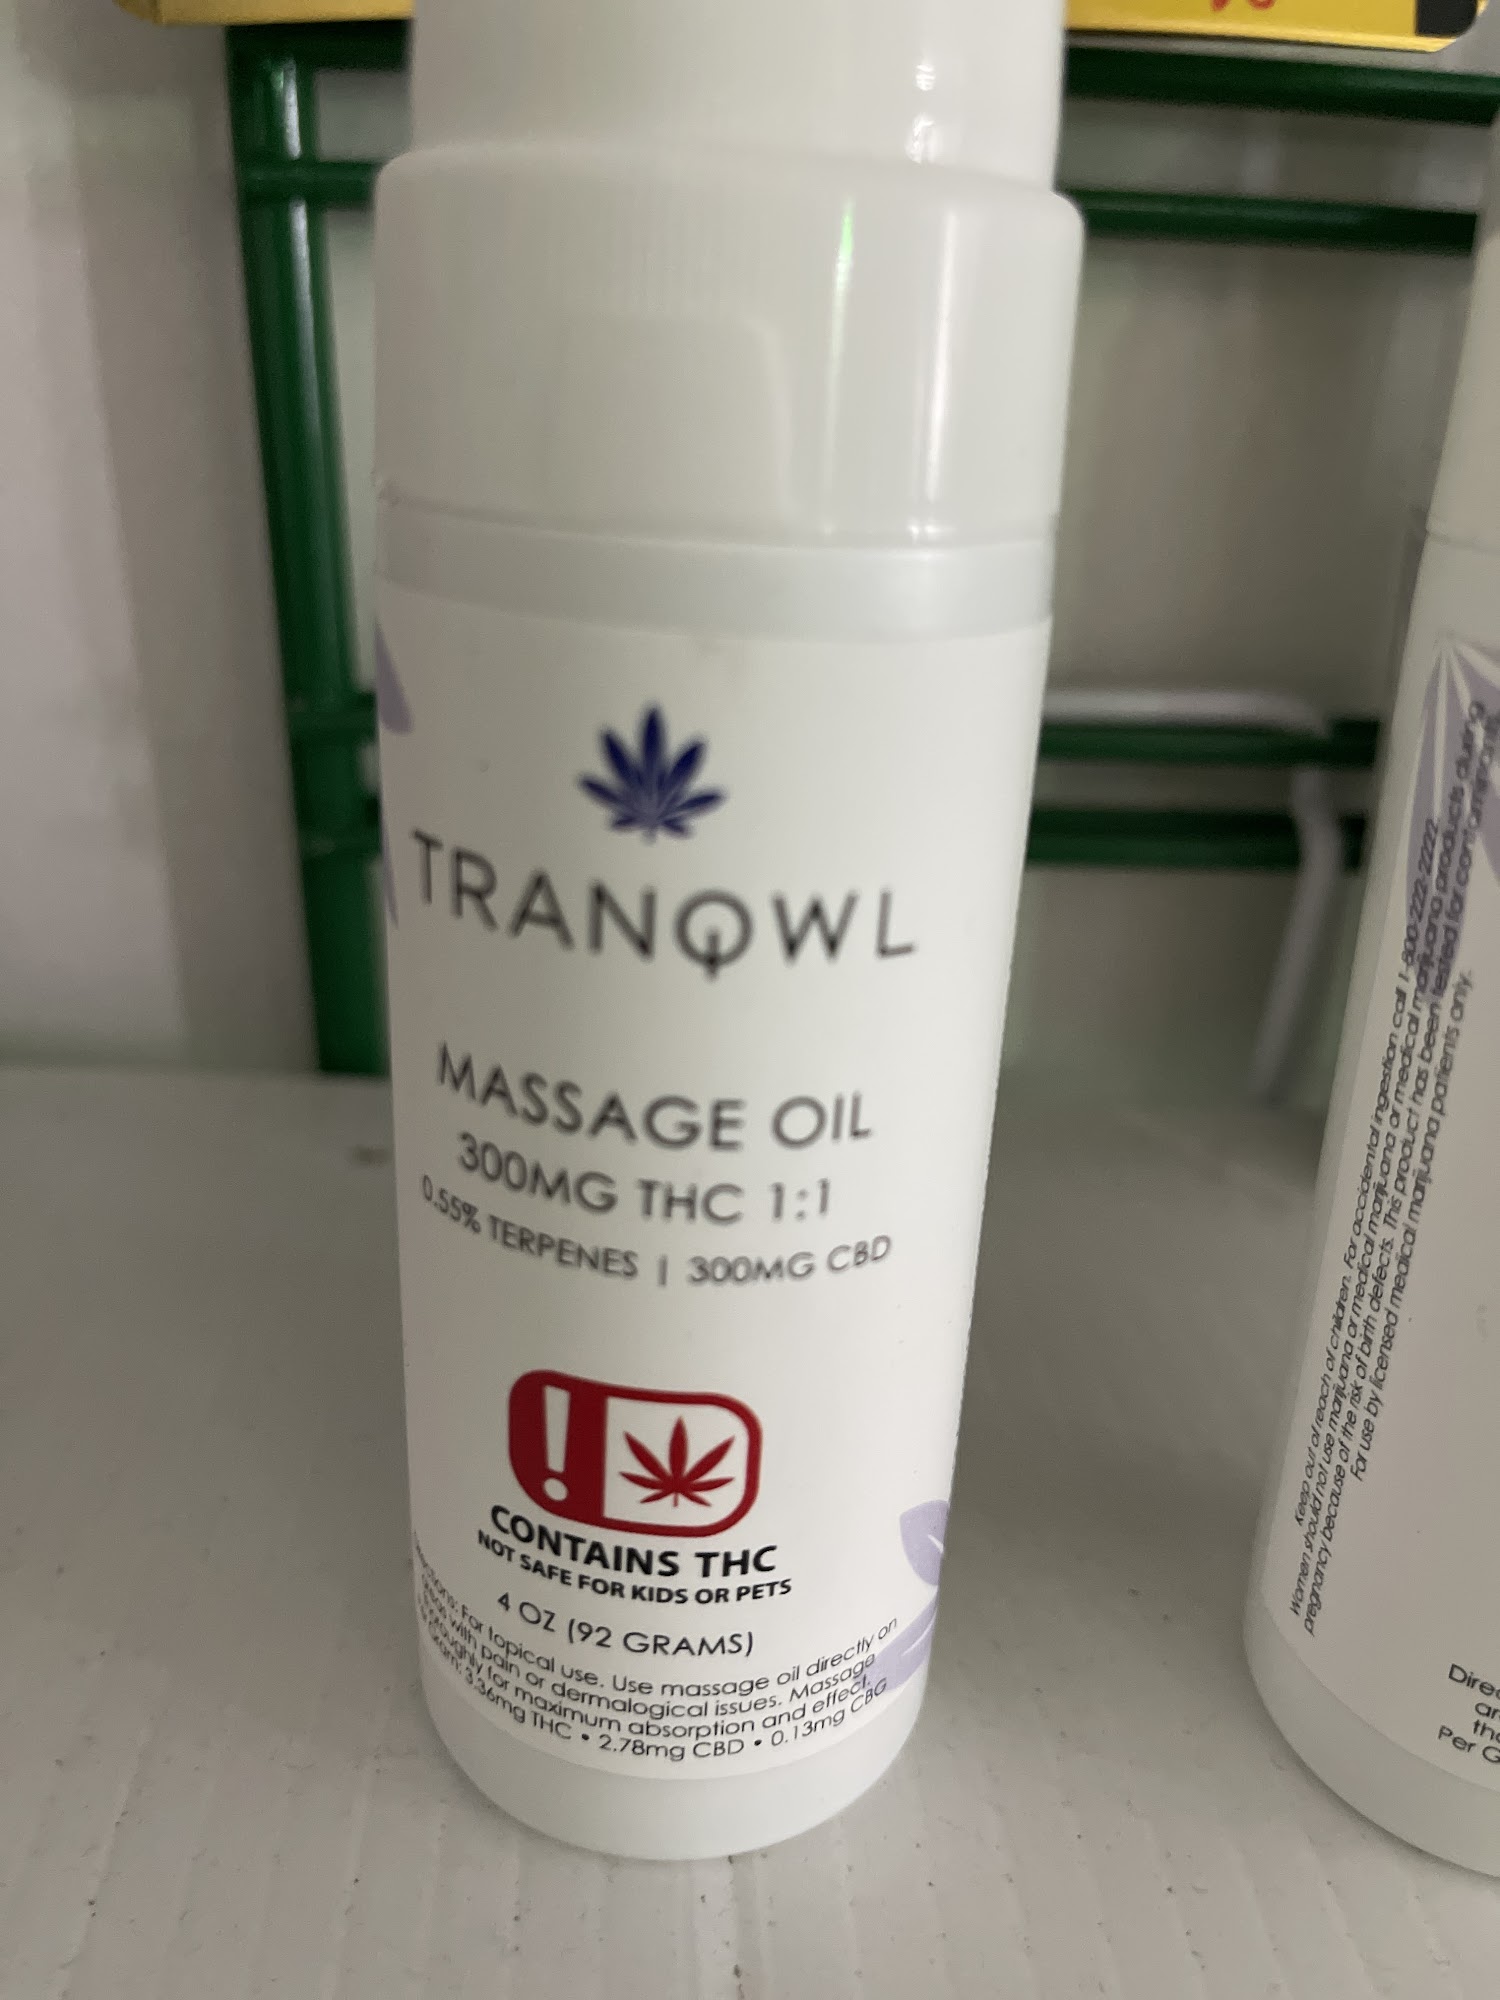 TRANQWL
MASSAGE OIL
300MG THC 1:1
0.55% TERPENES | 300MG CBD
!
CONTAINS THC
NOT SAFE FOR KIDS OR PETS
4 OZ (92 GRAMS)
For topical use. Use massage oil directly on
areas with pain or dermalogical issues. Massage
thoroughly for maximum absorption and effect.
3.36mg THC • 2.78mg CBD • 0.13mg CBG
Keep out of reach of children. For accidental ingestion call 1-800-222-2222.
Women should not use marijuana or medical marijuana products during
pregnancy because of the risk of birth defects. This product has been tested for contaminants.
For use by licensed medical marijuana patients only.
Per G